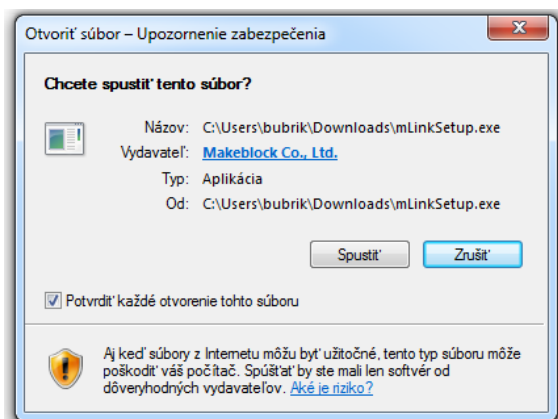 Otvoriť súbor – Upozornenie zabezpečenia
Chcete spustiť tento súbor?
Názov: C:\Users\bubrik\Downloads\mLinkSetup.exe
Vydavateľ: Makeblock Co., Ltd.
Typ: Aplikácia
Od: C:\Users\bubrik\Downloads\mLinkSetup.exe
Spustiť Zrušiť
Potvrdiť každé otvorenie tohto súboru
Aj keď súbory z Internetu môžu byť užitočné, tento typ súboru môže
poškodiť váš počítač. Spúšťať by ste mali len softvér od
dôveryhodných vydavateľov. Aké je riziko?